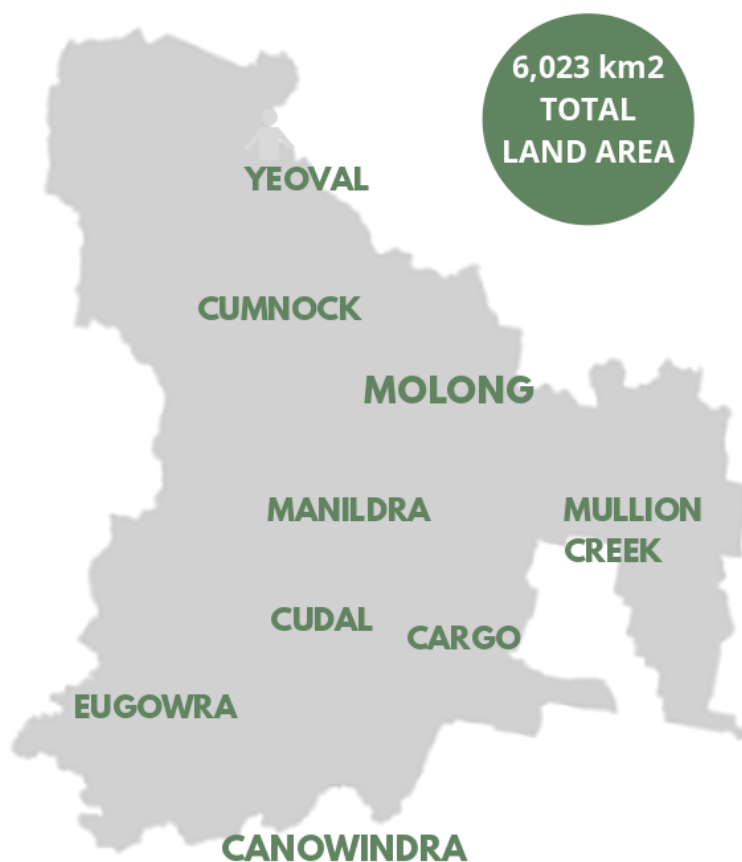 6,023 km2
TOTAL
LAND AREA
YEOVAL
CUMNOCK
MOLONG
MANILDRA
MULLION
CREEK
CUDAL
CARGO
EUGOWRA
CANOWINDRA